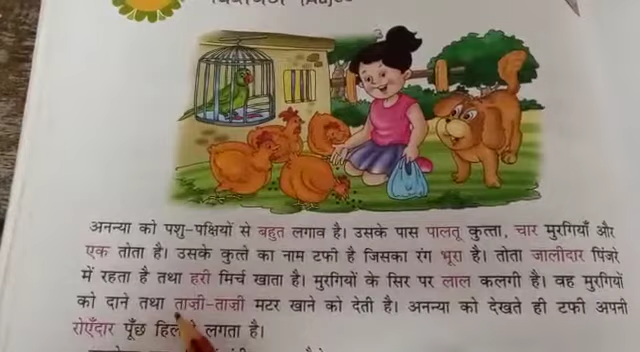 अनन्या को पशु-पक्षियों से बहुत लगाव है। उसके पास पालतू कुत्ता, चार मुरगियाँ और
एक तोता है। उसके कुत्ते का नाम टफी है जिसका रंग भूरा है। तोता जालीदार पिंजरे
में रहता है तथा हरी मिर्च खाता है। मुरगियों के सिर पर लाल कलगी है। वह मुरगियों
को दाने तथा ताज़ी-ताज़ी मटर खाने को देती है। अनन्या को देखते ही टफी अपनी
रोएँदार पूँछ लगता है।